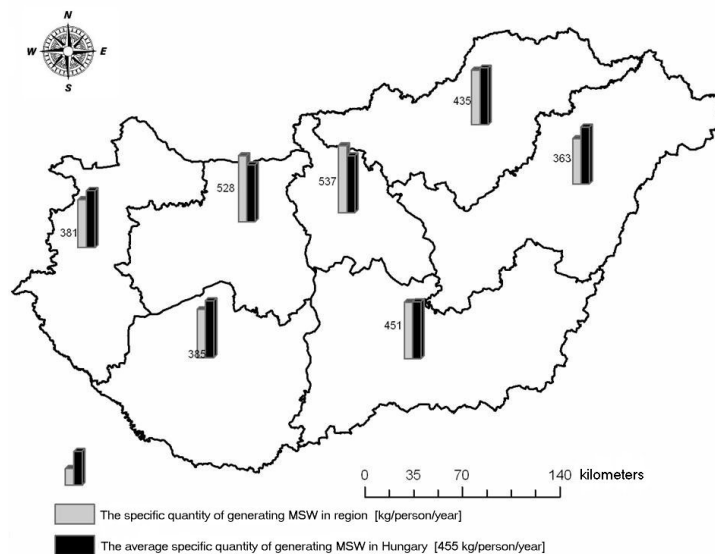 N
W E
S
435
363
528
537
381
451
385
0 35 70 140 kilometers
The specific quantity of generating MSW in region [kg/person/year]
The average specific quantity of generating MSW in Hungary [455 kg/person/year]